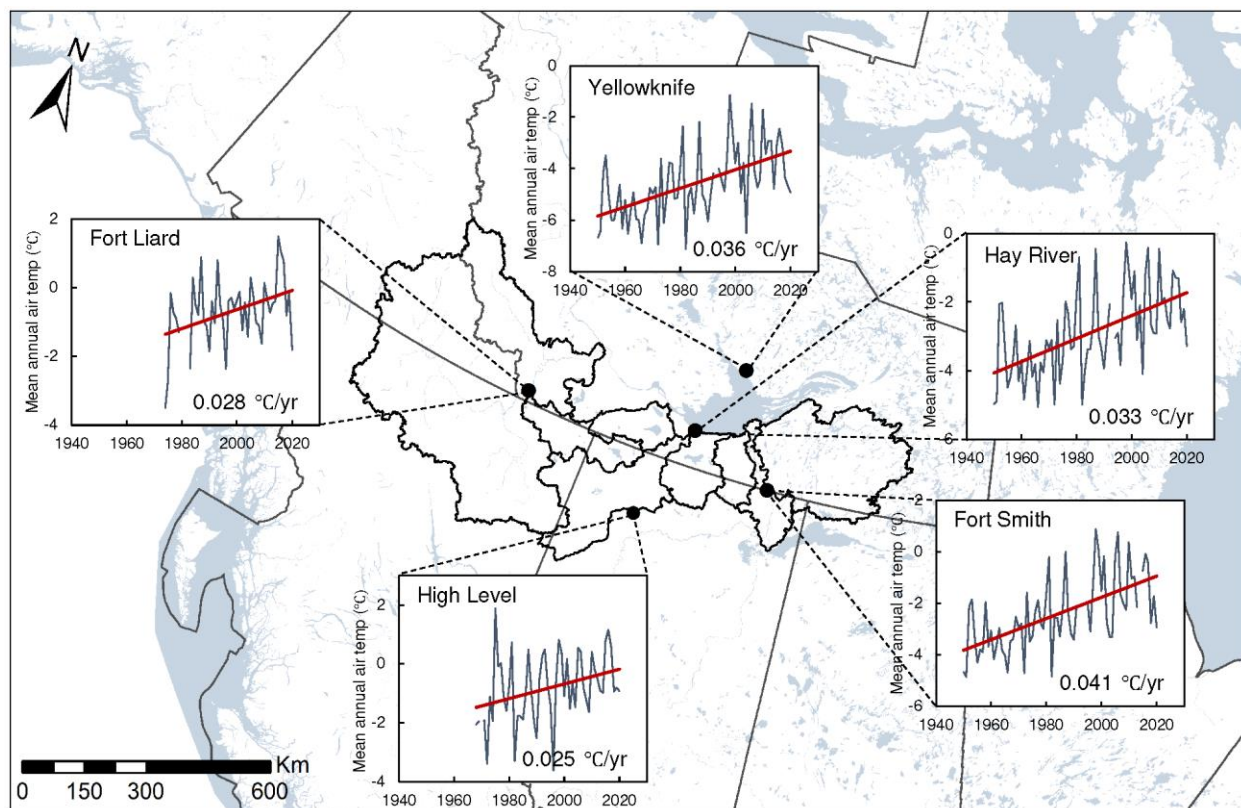 N
Yellowknife
Mean annual air temp (°C)
0
-2
-4
-6
-8
0.036 °C/yr
1940 1960 1980 2000 2020
Fort Liard
Mean annual air temp (°C)
2
0
-2
-4
0.028 °C/yr
1940 1960 1980 2000 2020
Hay River
Mean annual air temp (°C)
0
-2
-4
-6
0.033 °C/yr
1940 1960 1980 2000 2020
High Level
Mean annual air temp (°C)
2
0
-2
-4
0.025 °C/yr
1940 1960 1980 2000 2020
Fort Smith
Mean annual air temp (°C)
2
0
-2
-4
-6
0.041 °C/yr
1940 1960 1980 2000 2020
Km
0 150 300 600